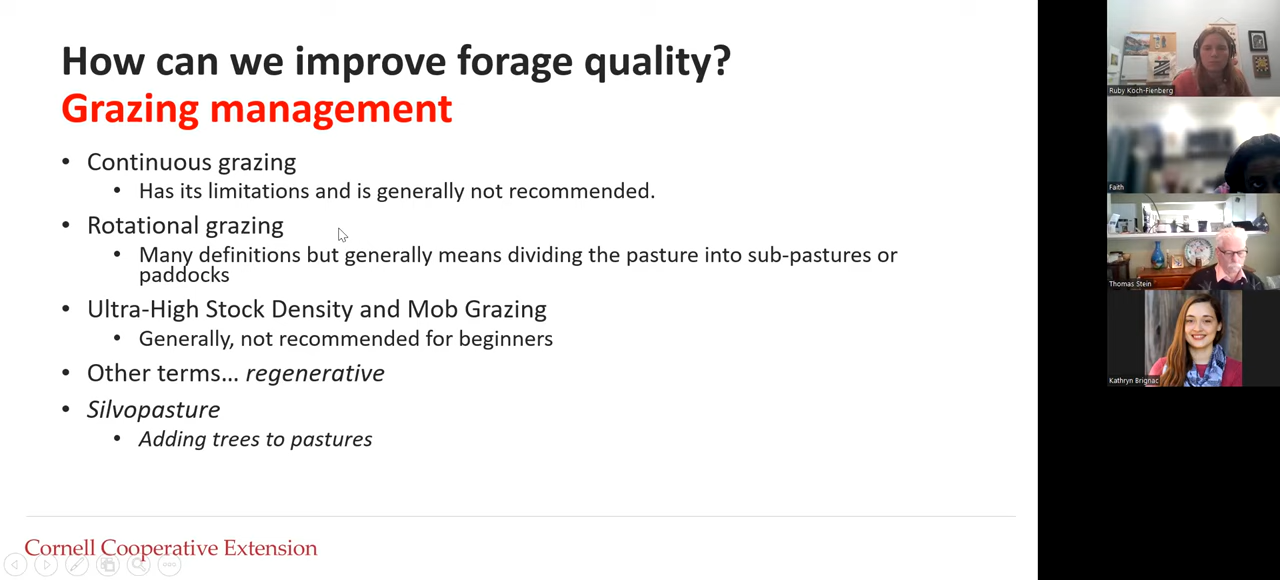 How can we improve forage quality?
Grazing management
• Continuous grazing
• Has its limitations and is generally not recommended.
• Rotational grazing
• Many definitions but generally means dividing the pasture into sub-pastures or
paddocks
• Ultra-High Stock Density and Mob Grazing
• Generally, not recommended for beginners
• Other terms... regenerative
• Silvopasture
• Adding trees to pastures
Cornell Cooperative Extension
Ruby Koch-Fienberg
Faith
Thomas Stein
Kathryn Brignac